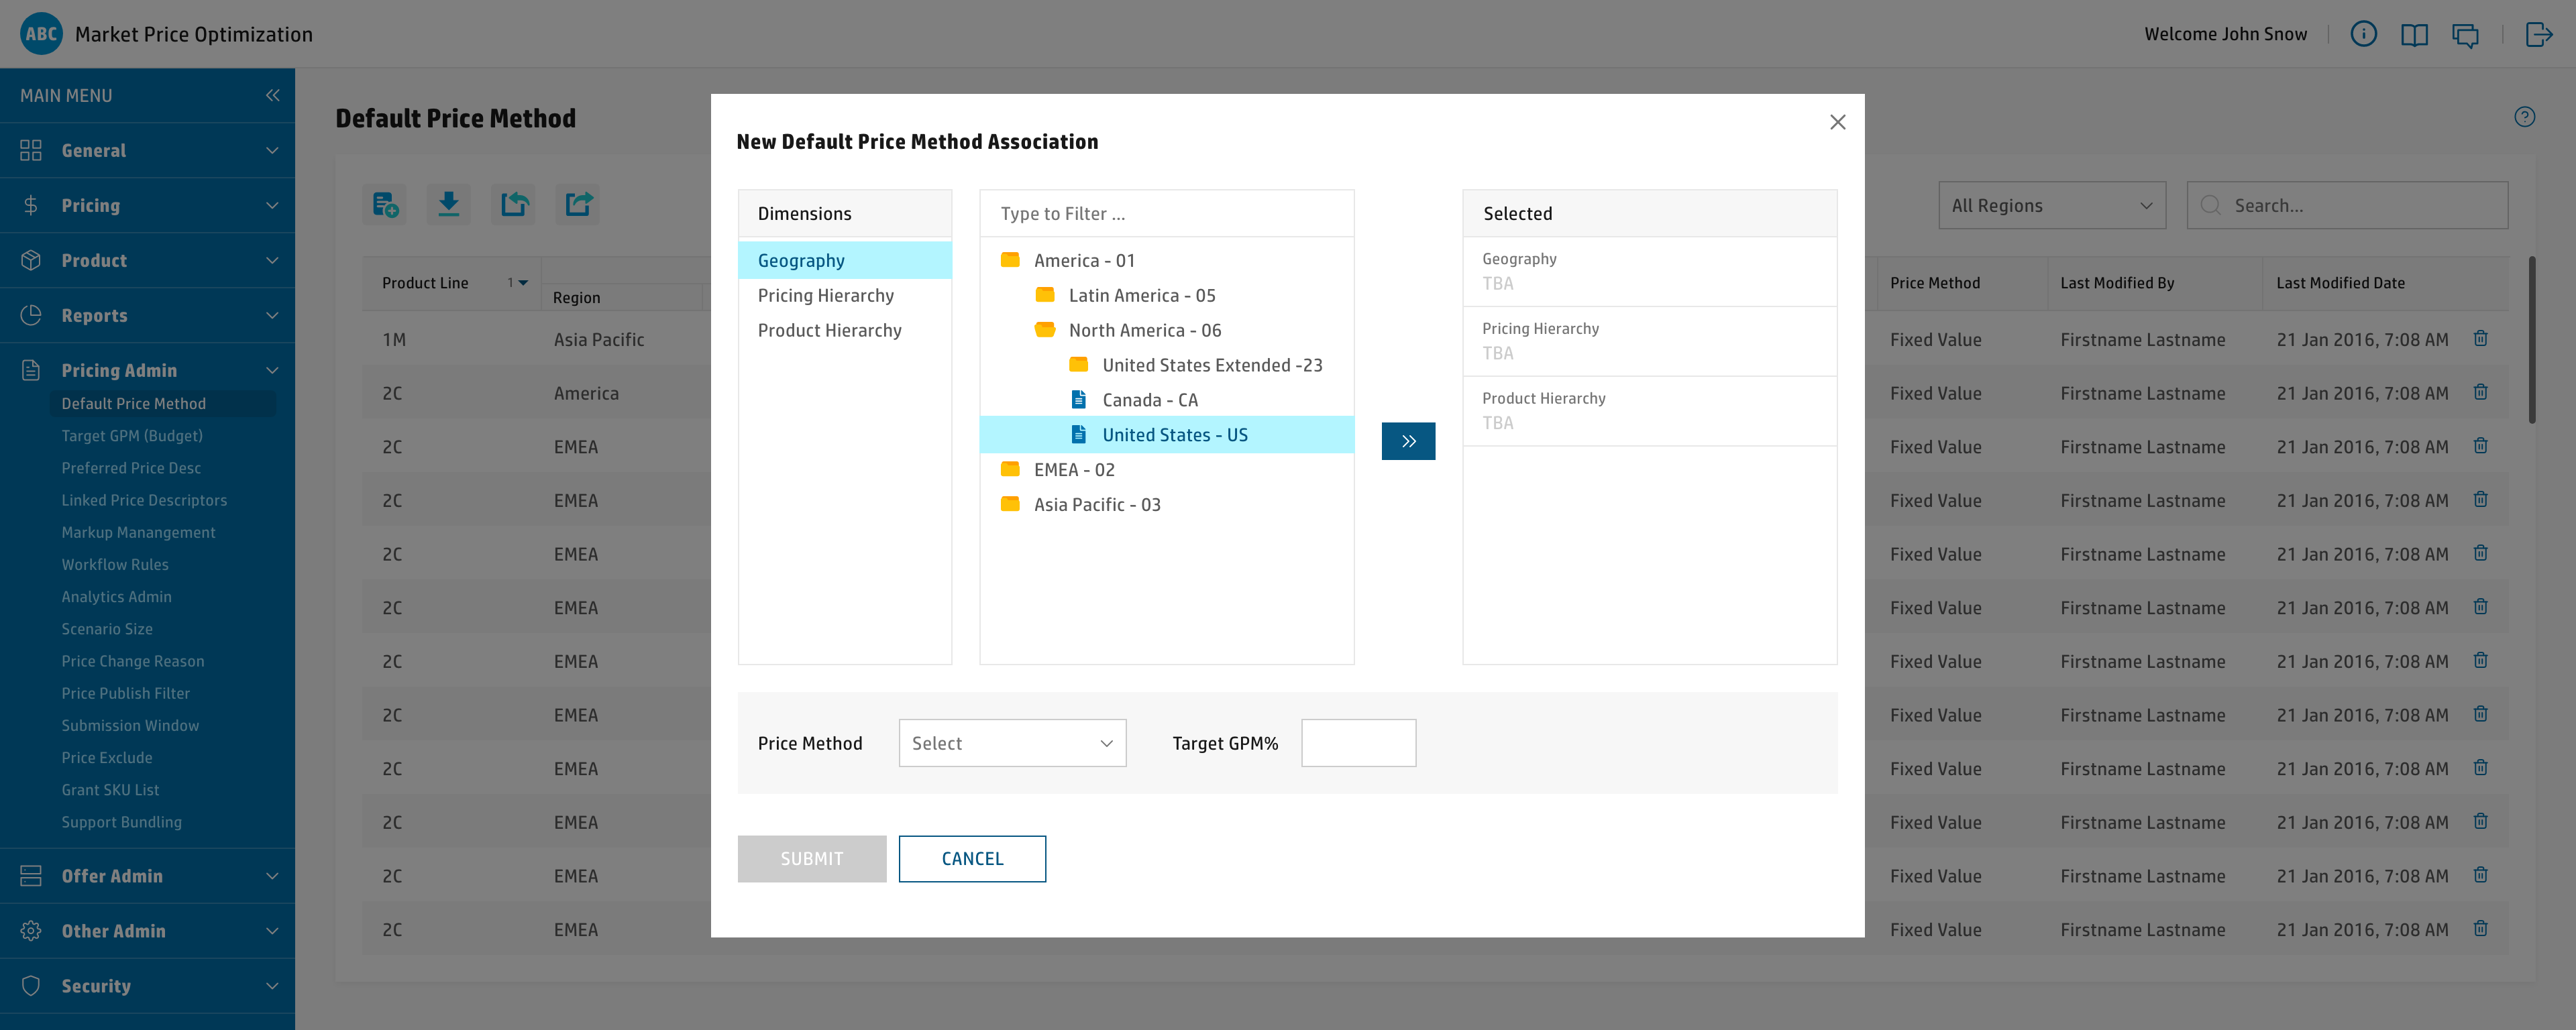 ABC Market Price Optimization
Welcome John Snow
MAIN MENU
General
Pricing
Product
Reports
Pricing Admin
Default Price Method
Target GPM (Budget)
Preferred Price Desc
Linked Price Descriptors
Markup Manangement
Workflow Rules
Analytics Admin
Scenario Size
Price Change Reason
Price Publish Filter
Submission Window
Price Exclude
Grant SKU List
Support Bundling
Offer Admin
Other Admin
Security
Default Price Method
All Regions
Search...
Product Line 1
Region
Price Method Last Modified By Last Modified Date
1M Asia Pacific Fixed Value Firstname Lastname 21 Jan 2016, 7:08 AM
2C America Fixed Value Firstname Lastname 21 Jan 2016, 7:08 AM
2C EMEA Fixed Value Firstname Lastname 21 Jan 2016, 7:08 AM
2C EMEA Fixed Value Firstname Lastname 21 Jan 2016, 7:08 AM
2C EMEA Fixed Value Firstname Lastname 21 Jan 2016, 7:08 AM
2C EMEA Fixed Value Firstname Lastname 21 Jan 2016, 7:08 AM
2C EMEA Fixed Value Firstname Lastname 21 Jan 2016, 7:08 AM
2C EMEA Fixed Value Firstname Lastname 21 Jan 2016, 7:08 AM
2C EMEA Fixed Value Firstname Lastname 21 Jan 2016, 7:08 AM
2C EMEA Fixed Value Firstname Lastname 21 Jan 2016, 7:08 AM
2C EMEA Fixed Value Firstname Lastname 21 Jan 2016, 7:08 AM
2C EMEA Fixed Value Firstname Lastname 21 Jan 2016, 7:08 AM
New Default Price Method Association
Dimensions
Geography
Pricing Hierarchy
Product Hierarchy
Type to Filter ...
America - 01
Latin America - 05
North America - 06
United States Extended -23
Canada - CA
United States - US
EMEA - 02
Asia Pacific - 03
Selected
Geography
TBA
Pricing Hierarchy
TBA
Product Hierarchy
TBA
Price Method Select Target GPM%
SUBMIT CANCEL